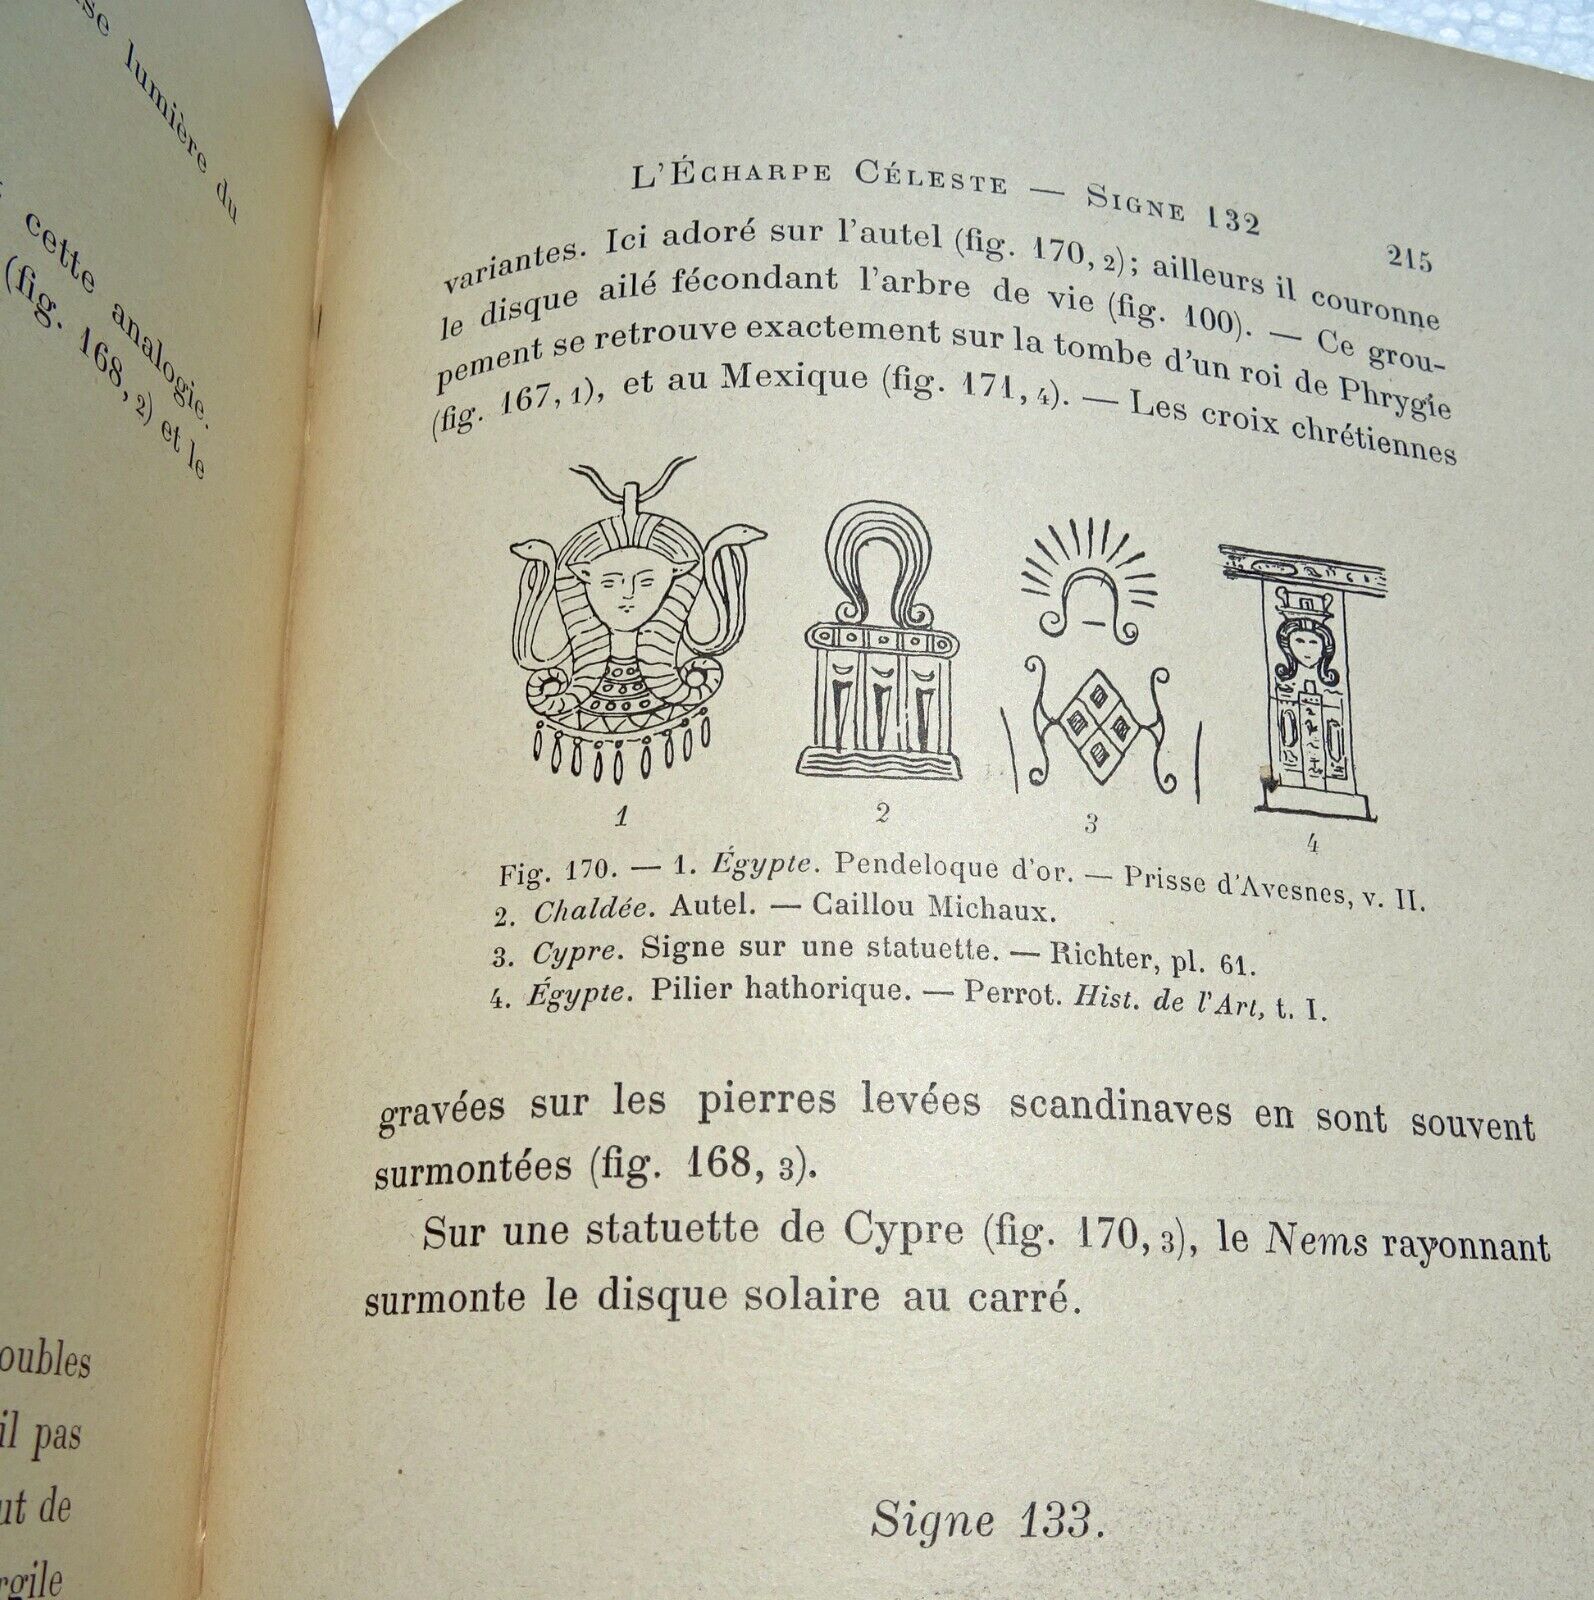 lumière du
cette analogie.
(fig. 168, 2) et le
oubles
il pas
ut de
rgile
L'Écharpe Céleste — Signe 132
215
variantes. Ici adoré sur l'autel (fig. 170, 2); ailleurs il couronne
le disque ailé fécondant l'arbre de vie (fig. 100). — Ce grou-
pement se retrouve exactement sur la tombe d'un roi de Phrygie
(fig. 167, 1), et au Mexique (fig. 171, 4). — Les croix chrétiennes
1
2
3
4
Fig. 170. — 1. Égypte. Pendeloque d'or. — Prisse d'Avesnes, v. II.
2. Chaldée. Autel. — Caillou Michaux.
3. Cypre. Signe sur une statuette. — Richter, pl. 61.
4. Égypte. Pilier hathorique. — Perrot. Hist. de l'Art, t. I.
gravées sur les pierres levées scandinaves en sont souvent
surmontées (fig. 168, 3).
Sur une statuette de Cypre (fig. 170, 3), le Nems rayonnant
surmonte le disque solaire au carré.
Signe 133.